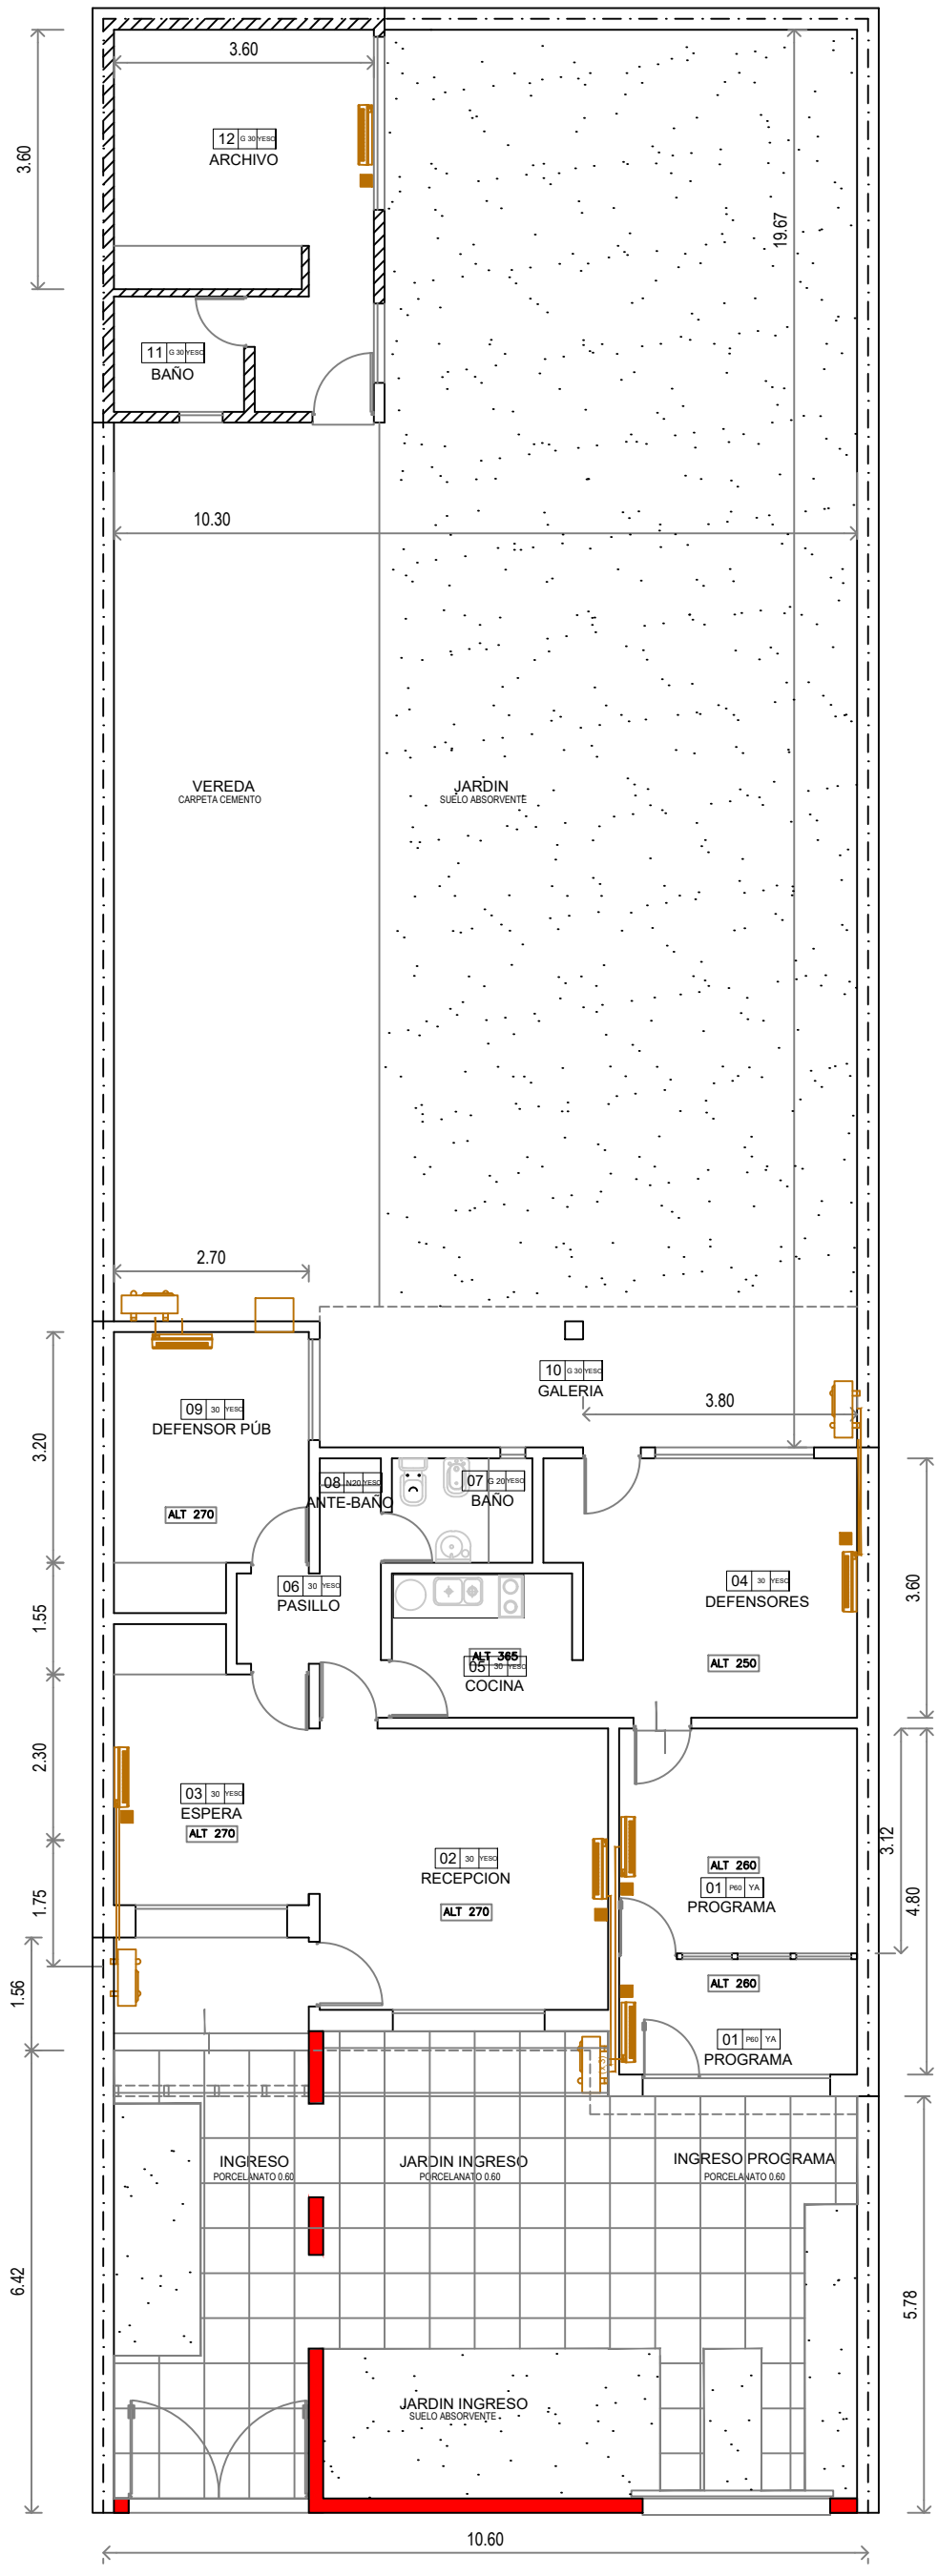 3.60
3.60
12 G 30 YESO
ARCHIVO
19.67
11 G 30 YESO
BAÑO
10.30
VEREDA
CARPETA CEMENTO
JARDIN
SUELO ABSORVENTE
2.70
10 G 30 YESO
GALERIA
3.80
09 30 YESO
DEFENSOR PÚB
3.20
08 N20 YESO
ANTE-BAÑO
07 G 20 YESO
BAÑO
ALT 270
06 30 YESO
PASILLO
04 30 YESO
DEFENSORES
3.60
1.55
ALT 365
05 30 YESO
COCINA
ALT 250
2.30
03 30 YESO
ESPERA
ALT 270
3.12
02 30 YESO
RECEPCION
ALT 260
01 P60 YA
PROGRAMA
4.80
1.75
ALT 270
1.56
ALT 260
01 P60 YA
PROGRAMA
INGRESO
PORCELANATO 0.60
JARDIN INGRESO
PORCELANATO 0.60
INGRESO PROGRAMA
PORCELANATO 0.60
6.42
5.78
JARDIN INGRESO
SUELO ABSORVENTE
10.60